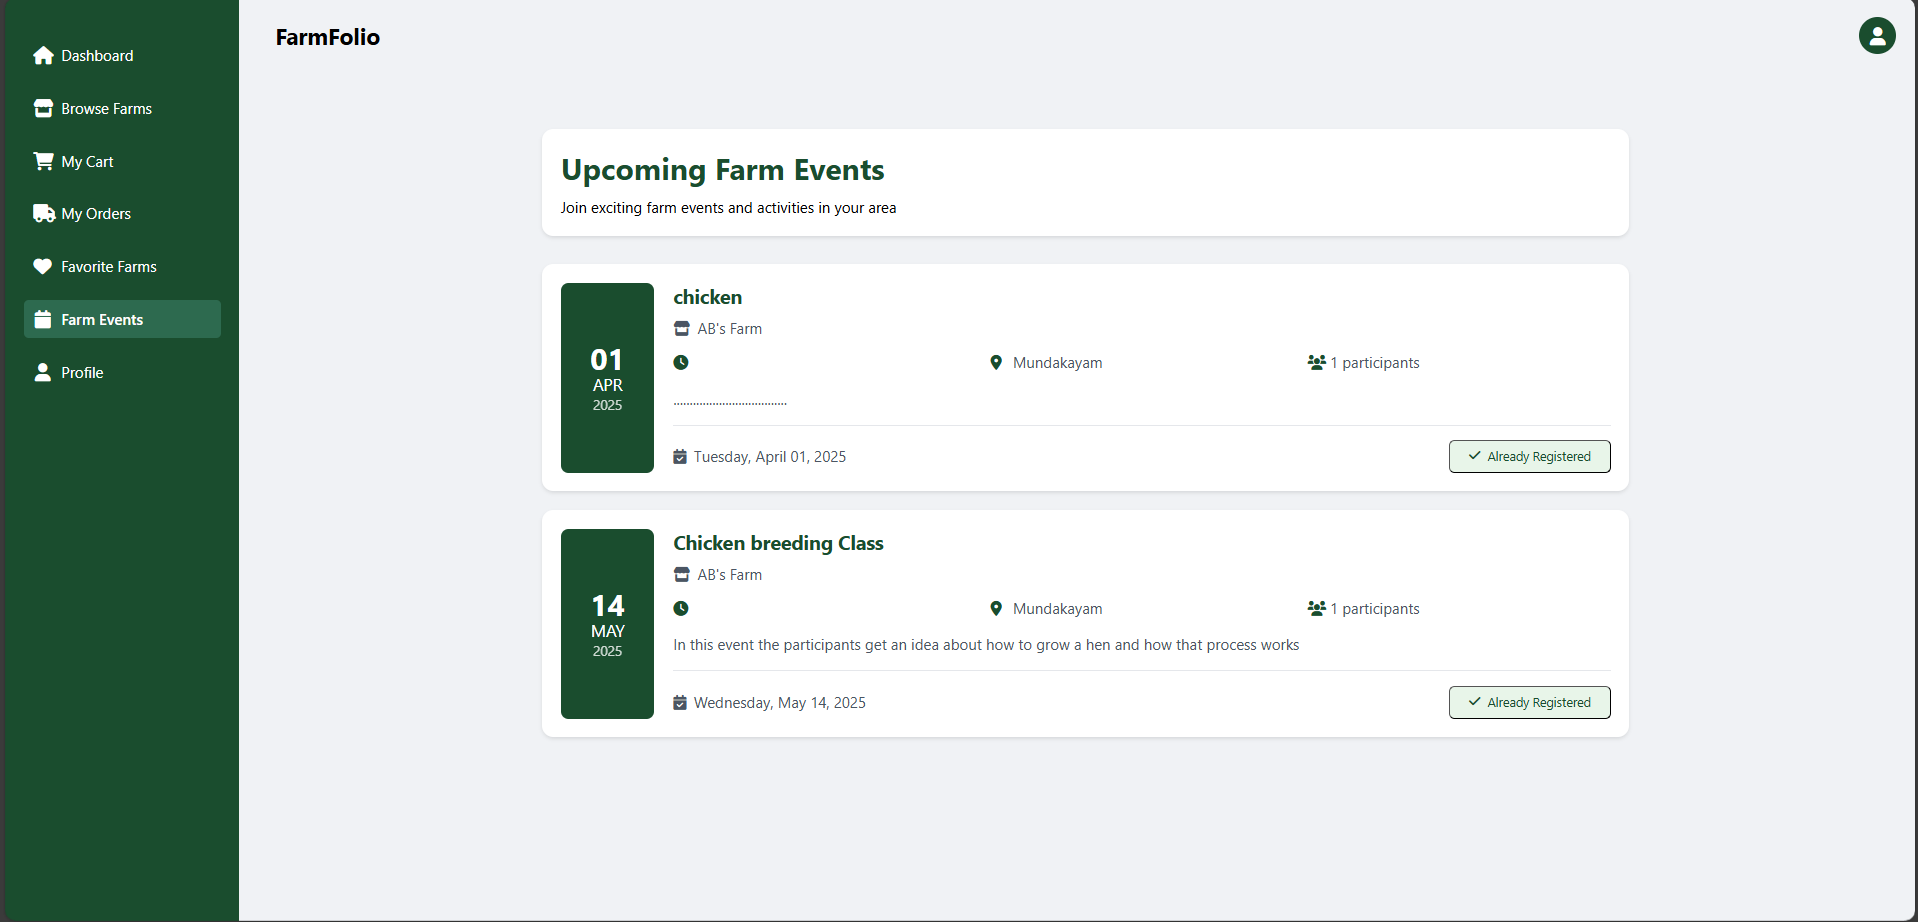 FarmFolio
Dashboard
Browse Farms
My Cart
My Orders
Favorite Farms
Farm Events
Profile
Upcoming Farm Events
Join exciting farm events and activities in your area
01
APR
2025
chicken
AB's Farm
Mundakayam
1 participants
...................................
Tuesday, April 01, 2025
Already Registered
14
MAY
2025
Chicken breeding Class
AB's Farm
Mundakayam
1 participants
In this event the participants get an idea about how to grow a hen and how that process works
Wednesday, May 14, 2025
Already Registered